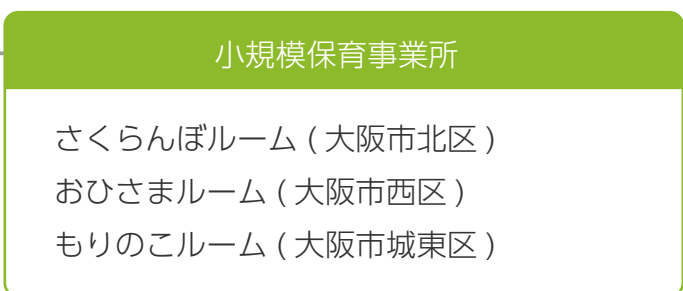 小規模保育事業所
さくらんぼルーム ( 大阪市北区 )
おひさまルーム ( 大阪市西区 )
もりのこルーム ( 大阪市城東区 )